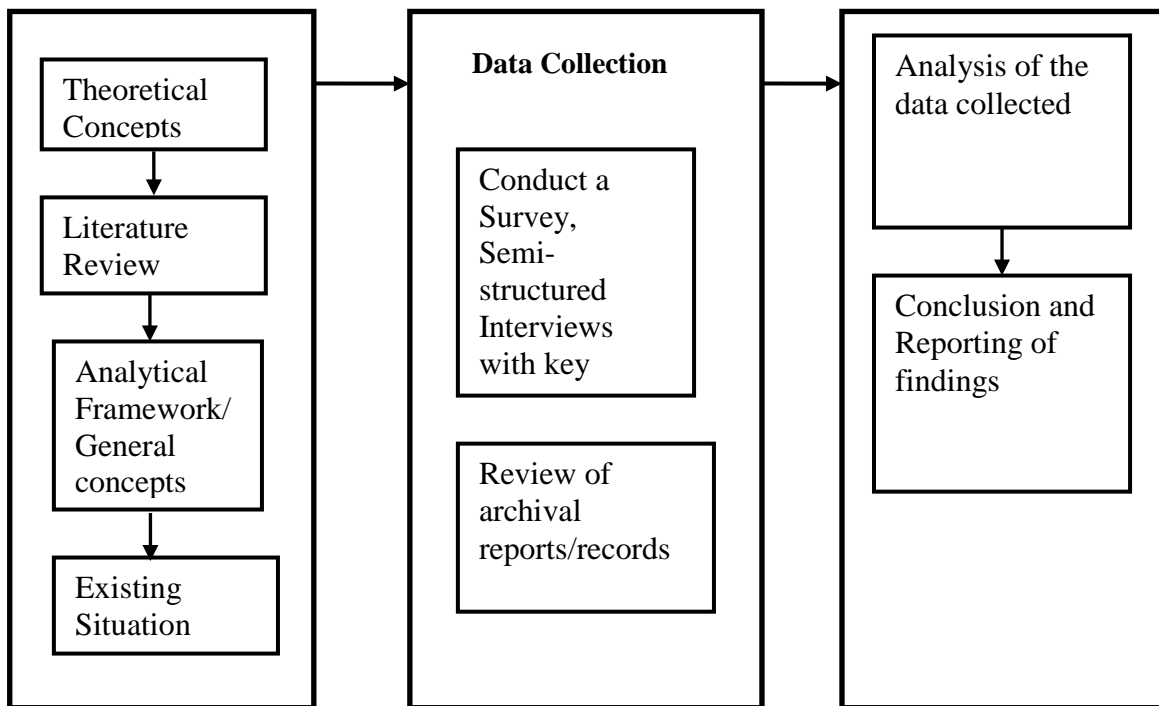 Theoretical
Concepts
Literature
Review
Analytical
Framework/
General
concepts
Existing
Situation
Data Collection
Conduct a
Survey,
Semi-
structured
Interviews
with key
Review of
archival
reports/records
Analysis of the
data collected
Conclusion and
Reporting of
findings